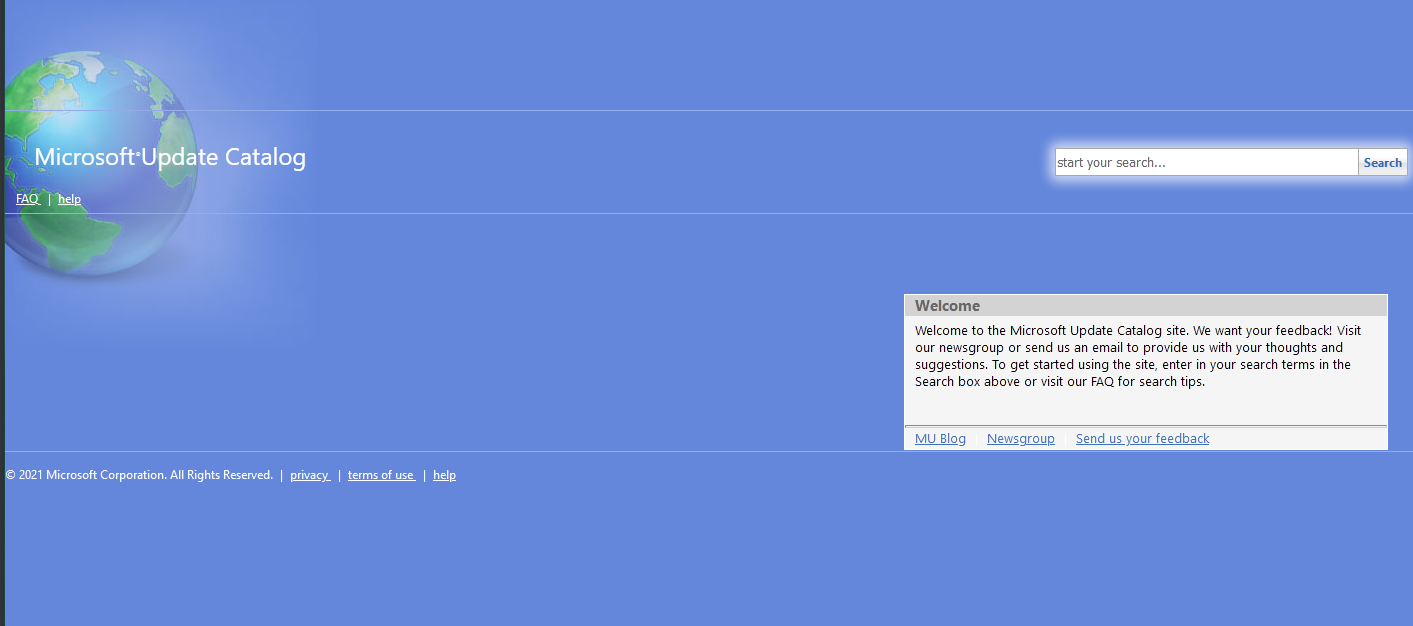 Microsoft®Update Catalog
start your search...
Search
FAQ | help
Welcome
Welcome to the Microsoft Update Catalog site. We want your feedback! Visit
our newsgroup or send us an email to provide us with your thoughts and
suggestions. To get started using the site, enter in your search terms in the
Search box above or visit our FAQ for search tips.
MU Blog | Newsgroup | Send us your feedback
© 2021 Microsoft Corporation. All Rights Reserved. | privacy | terms of use | help